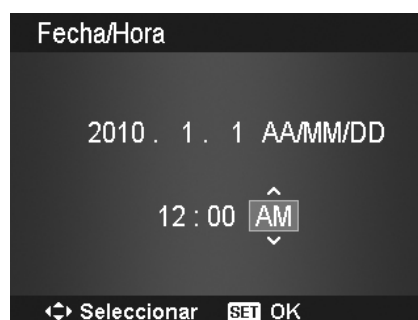 Fecha/Hora
2010 . 1 . 1 AA/MM/DD
12 : 00 AM
Seleccionar SET OK